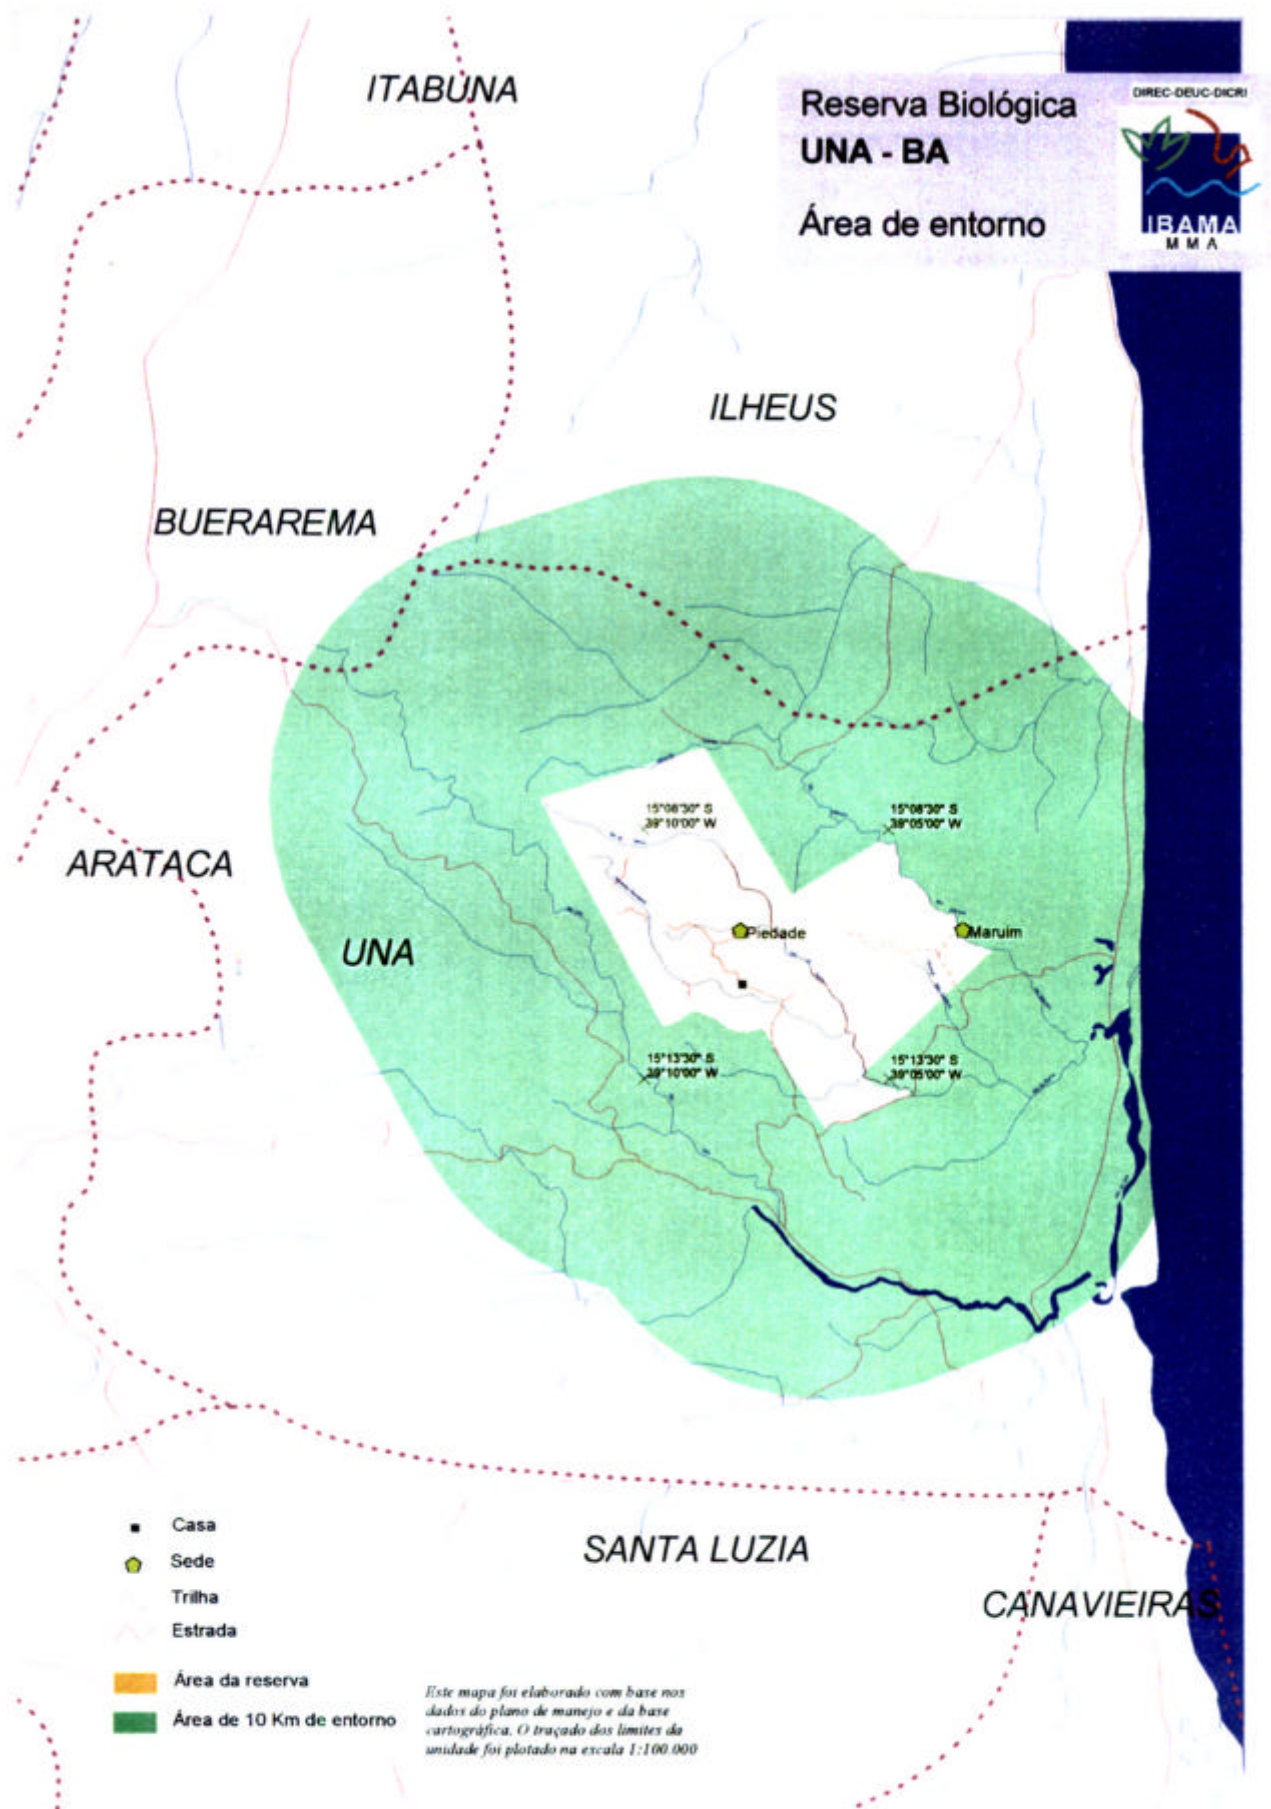 ITABUNA
Reserva Biológica
UNA - BA
Área de entorno
DIREC-DEUC-DICRI
IBAMA
MMA
ILHEUS
BUERAREMA
15°08'30" S
39°10'00" W
15°08'30" S
39°05'00" W
ARATACA
UNA
Piedade
Maruim
15°13'30" S
39°10'00" W
15°13'30" S
39°05'00" W
SANTA LUZIA
CANAVIEIRAS
Casa
Sede
Trilha
Estrada
Área da reserva
Área de 10 Km de entorno
Este mapa foi elaborado com base nos
dados do plano de manejo e da base
cartográfica. O traçado dos limites da
unidade foi plotado na escala 1:100.000